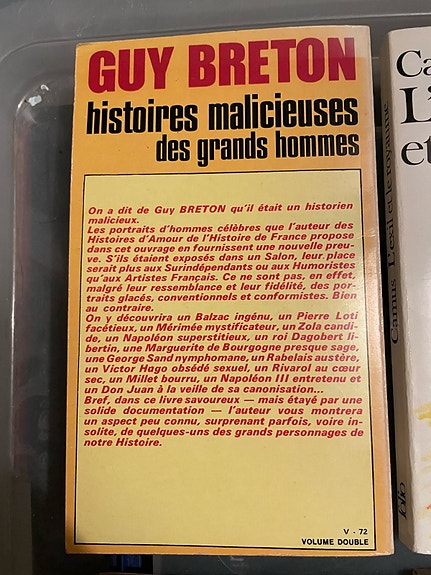 GUY BRETON
histoires malicieuses
des grands hommes
On a dit de Guy BRETON qu'il était un historien
malicieux.
Les portraits d'hommes célèbres que l'auteur des
Histoires d'Amour de l'Histoire de France propose
dans cet ouvrage en fournissent une nouvelle preu-
ve. S'ils étaient exposés dans un Salon, leur place
serait plus aux Surindépendants ou aux Humoristes
qu'aux Artistes Français. Ce ne sont pas, en effet,
malgré leur ressemblance et leur fidélité, des por-
traits glacés, conventionnels et conformistes. Bien
au contraire.
On y découvrira un Balzac ingénu, un Pierre Loti
facétieux, un Mérimée mystificateur, un Zola candi-
de, un Napoléon superstitieux, un roi Dagobert li-
bertin, une Marguerite de Bourgogne presque sage,
une George Sand nymphomane, un Rabelais austère,
un Victor Hugo obsédé sexuel, un Rivarol au cœur
sec, un Millet bourru, un Napoléon III entretenu et
un Don Juan à la veille de sa canonisation...
Bref, dans ce livre savoureux — mais étayé par une
solide documentation — l'auteur vous montrera
un aspect peu connu, surprenant parfois, voire in-
solite, de quelques-uns des grands personnages de
notre Histoire.
V - 72
VOLUME DOUBLE
Camus L'exil et le royaume
folio
Ca
L'
et